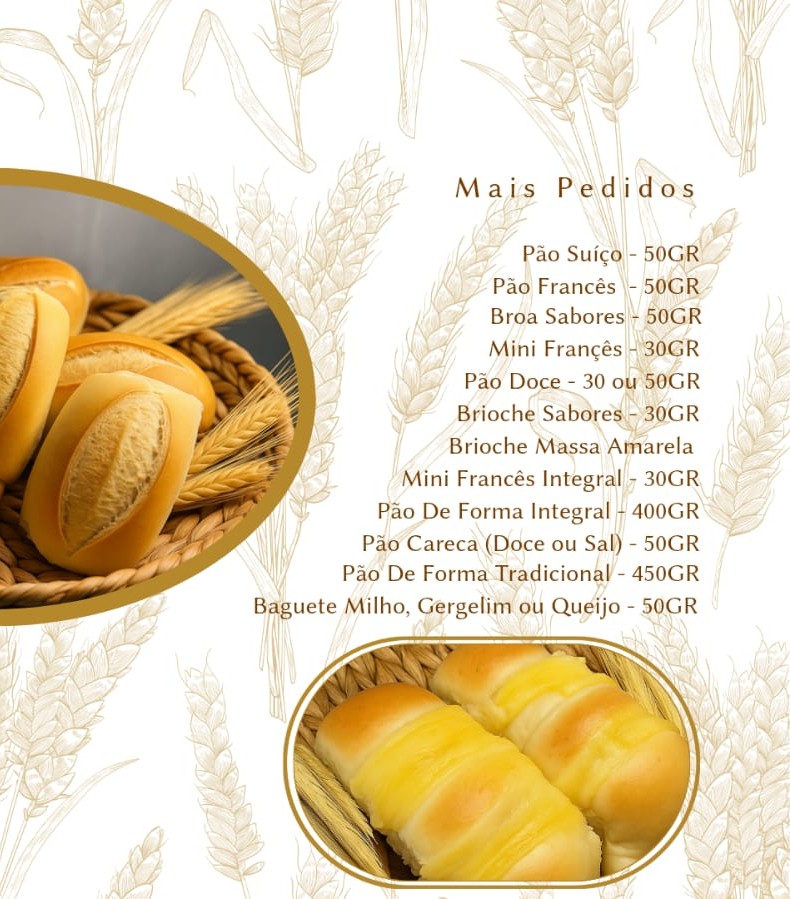 Mais Pedidos
Pão Suíço - 50GR
Pão Francês - 50GR
Broa Sabores - 50GR
Mini Françês - 30GR
Pão Doce - 30 ou 50GR
Brioche Sabores - 30GR
Brioche Massa Amarela
Mini Francês Integral - 30GR
Pão De Forma Integral - 400GR
Pão Careca (Doce ou Sal) - 50GR
Pão De Forma Tradicional - 450GR
Baguete Milho, Gergelim ou Queijo - 50GR